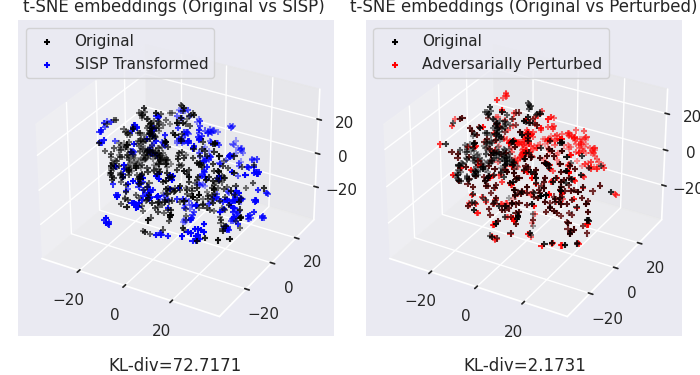 t-SNE embeddings (Original vs SISP)
Original
SISP Transformed
20
0
−20
−20
0
20
−20
0
20
KL-div=72.7171
t-SNE embeddings (Original vs Perturbed)
Original
Adversarially Perturbed
20
0
−20
−20
0
20
−20
0
20
KL-div=2.1731